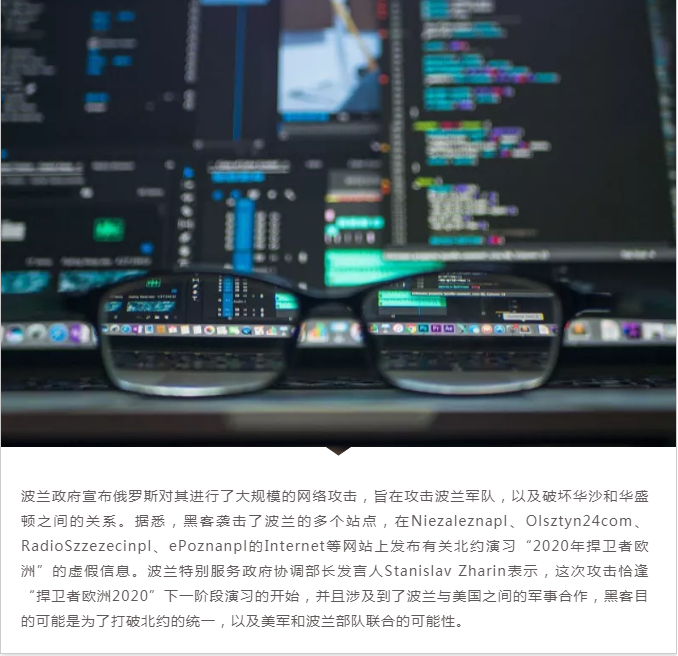 波兰政府宣布俄罗斯对其进行了大规模的网络攻击，旨在攻击波兰军队，以及破坏华沙和华盛
顿之间的关系。据悉，黑客袭击了波兰的多个站点，在Niezaleznapl、Olsztyn24com、
RadioSzzezecinpl、ePoznanpl的Internet等网站上发布有关北约演习“2020年捍卫者欧
洲”的虚假信息。波兰特别服务政府协调部长发言人Stanislav Zharin表示，这次攻击恰逢
“捍卫者欧洲2020”下一阶段演习的开始，并且涉及到了波兰与美国之间的军事合作，黑客目
的可能是为了打破北约的统一，以及美军和波兰部队联合的可能性。